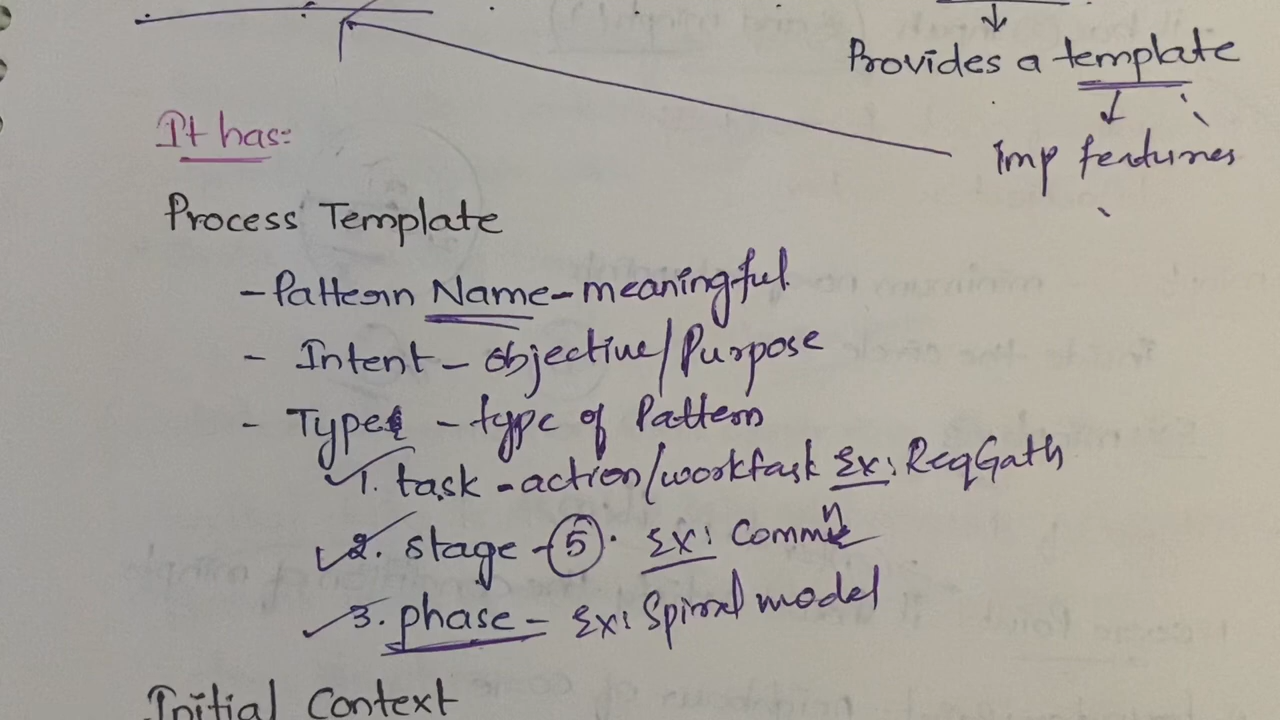 Provides a template
Imp features
It has:
Process Template
- Pattern Name - meaningful
- Intent - objective/Purpose
- Type - type of Pattern
1. task - action/worktask Ex: ReqGath
2. stage - 5. Ex: Commn
3. phase - Ex: Spiral model
Initial Context